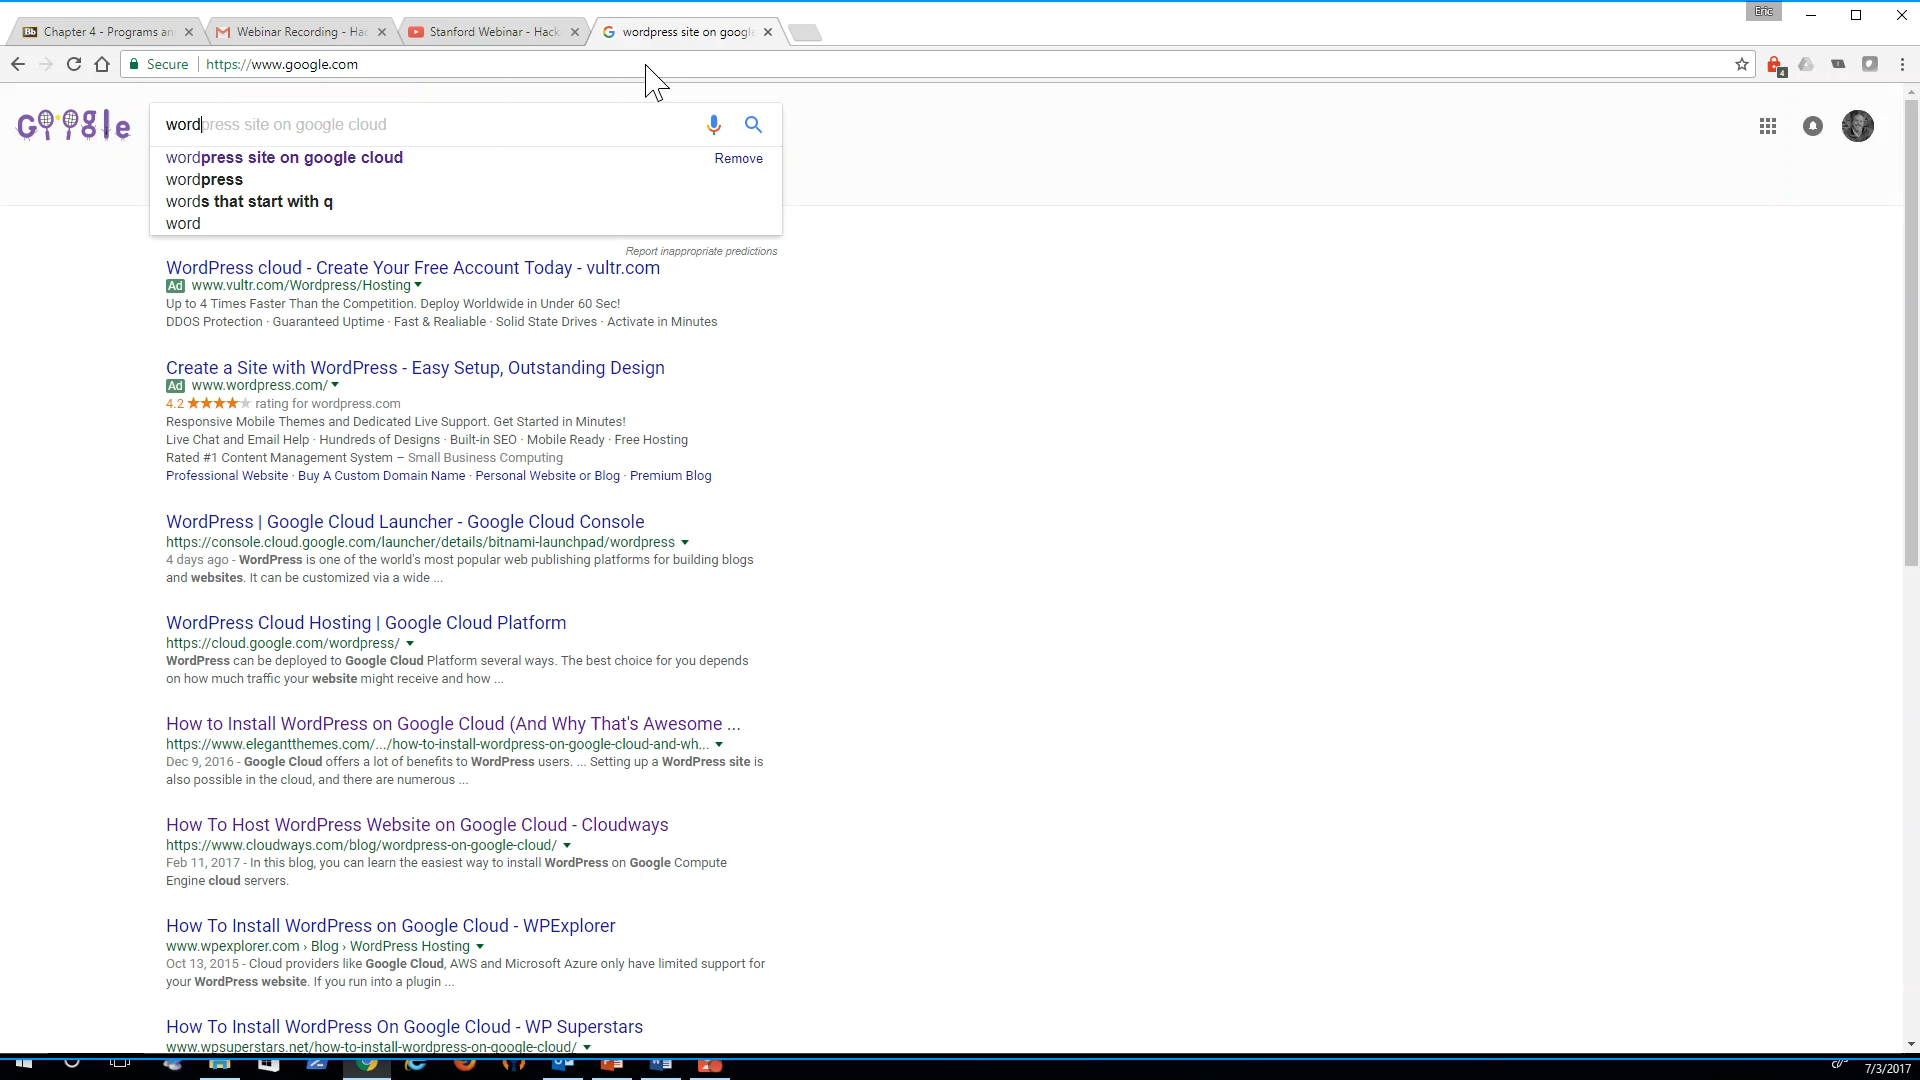 Eric
Chapter 4 - Programs an
Webinar Recording - Hac
Stanford Webinar - Hack
wordpress site on google
Secure
https://www.google.com
4
Google
wordpress site on google cloud
wordpress site on google cloud
Remove
wordpress
words that start with q
word
Report inappropriate predictions
WordPress cloud - Create Your Free Account Today - vultr.com
Ad www.vultr.com/Wordpress/Hosting
Up to 4 Times Faster Than the Competition. Deploy Worldwide in Under 60 Sec!
DDOS Protection · Guaranteed Uptime · Fast & Realiable · Solid State Drives · Activate in Minutes
Create a Site with WordPress - Easy Setup, Outstanding Design
Ad www.wordpress.com/
4.2 ★★★★★ rating for wordpress.com
Responsive Mobile Themes and Dedicated Live Support. Get Started in Minutes!
Live Chat and Email Help · Hundreds of Designs · Built-in SEO · Mobile Ready · Free Hosting
Rated #1 Content Management System – Small Business Computing
Professional Website · Buy A Custom Domain Name · Personal Website or Blog · Premium Blog
WordPress | Google Cloud Launcher - Google Cloud Console
https://console.cloud.google.com/launcher/details/bitnami-launchpad/wordpress
4 days ago - WordPress is one of the world's most popular web publishing platforms for building blogs
and websites. It can be customized via a wide ...
WordPress Cloud Hosting | Google Cloud Platform
https://cloud.google.com/wordpress/
WordPress can be deployed to Google Cloud Platform several ways. The best choice for you depends
on how much traffic your website might receive and how ...
How to Install WordPress on Google Cloud (And Why That's Awesome ...
https://www.elegantthemes.com/.../how-to-install-wordpress-on-google-cloud-and-wh...
Dec 9, 2016 - Google Cloud offers a lot of benefits to WordPress users. ... Setting up a WordPress site is
also possible in the cloud, and there are numerous ...
How To Host WordPress Website on Google Cloud - Cloudways
https://www.cloudways.com/blog/wordpress-on-google-cloud/
Feb 11, 2017 - In this blog, you can learn the easiest way to install WordPress on Google Compute
Engine cloud servers.
How To Install WordPress on Google Cloud - WPExplorer
www.wpexplorer.com › Blog › WordPress Hosting
Oct 13, 2015 - Cloud providers like Google Cloud, AWS and Microsoft Azure only have limited support for
your WordPress website. If you run into a plugin ...
How To Install WordPress On Google Cloud - WP Superstars
www.wpsuperstars.net/how-to-install-wordpress-on-google-cloud/
7/3/2017